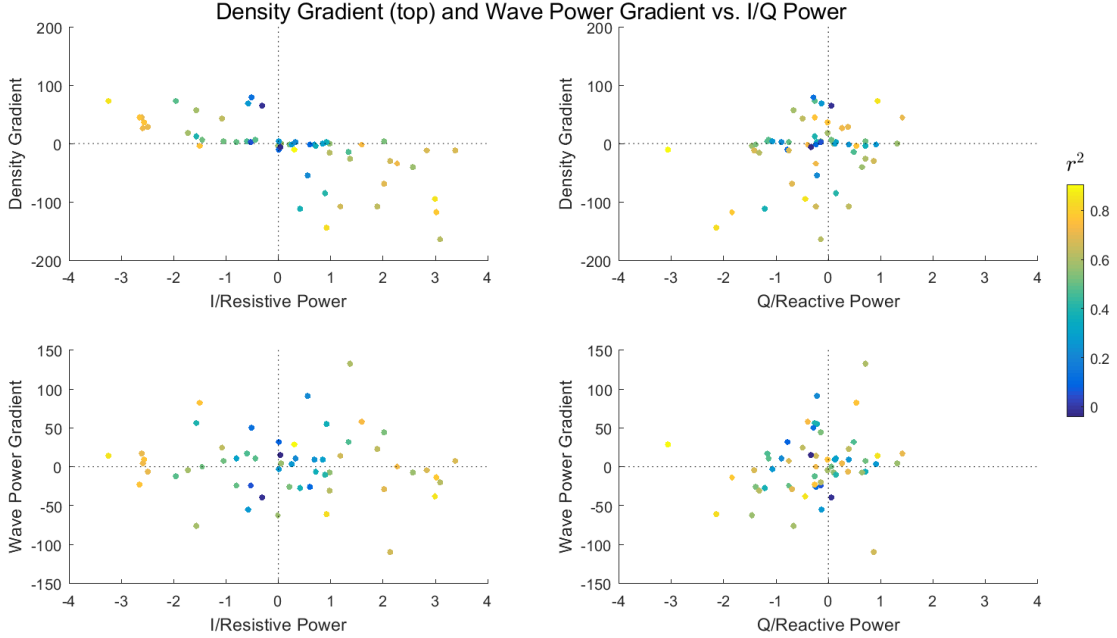 Density Gradient (top) and Wave Power Gradient vs. I/Q Power
200
100
0
-100
-200
Density Gradient
-4 -3 -2 -1 0 1 2 3 4
I/Resistive Power
200
100
0
-100
-200
Density Gradient
-4 -3 -2 -1 0 1 2 3 4
Q/Reactive Power
150
100
50
0
-50
-100
-150
Wave Power Gradient
-4 -3 -2 -1 0 1 2 3 4
I/Resistive Power
150
100
50
0
-50
-100
-150
Wave Power Gradient
-4 -3 -2 -1 0 1 2 3 4
Q/Reactive Power
r²
0.8
0.6
0.4
0.2
0